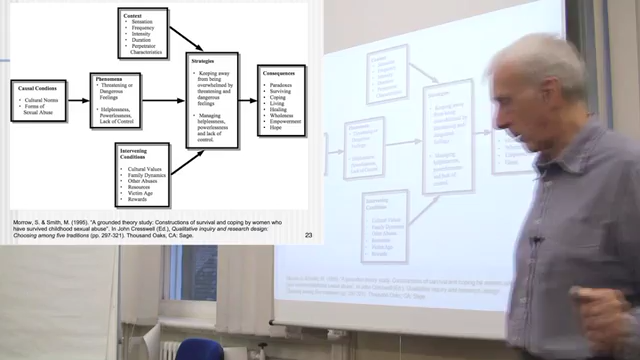 Context
• Sensation
• Frequency
• Intensity
• Duration
• Perpetrator
Characteristics
Causal Condtions
• Cultural Norms
• Forms of
Sexual Abuse
Phenomena
• Threatening or
Dangerous
Feelings
• Helplessness,
Powerlessness,
Lack of Control
Strategies
• Keeping away
from being
overwhelmed by
threatening and
dangerous
feelings
• Managing
helplessness,
powerlessness
and lack of
control.
Consequences
• Paradoxes
• Surviving
• Coping
• Living
• Healing
• Wholeness
• Empowerment
• Hope
Intervening
Conditions
• Cultural Values
• Family Dynamics
• Other Abuses
• Resources
• Victim Age
• Rewards
Morrow, S. & Smith, M. (1995). "A grounded theory study: Constructions of survival and coping by women who
have survived childhood sexual abuse". In John Cresswell (Ed.), Qualitative inquiry and research design:
Choosing among five traditions (pp. 297-321). Thousand Oaks, CA: Sage.
23